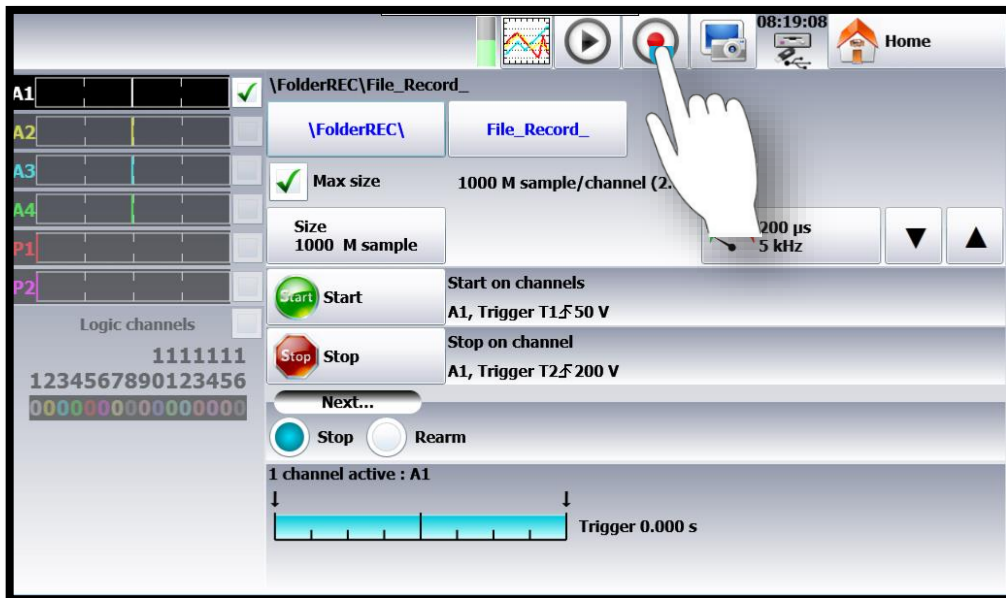 08:19:08
Home
A1
A2
A3
A4
P1
P2
Logic channels
1111111
1234567890123456
0000000000000000
\FolderREC\File_Record_
\FolderREC\
File_Record_
Max size
1000 M sample/channel (2.
Size
1000 M sample
200 µs
5 kHz
Start
Start
Start on channels
A1, Trigger T1 50 V
Stop
Stop
Stop on channel
A1, Trigger T2 200 V
Next...
Stop
Rearm
1 channel active : A1
Trigger 0.000 s